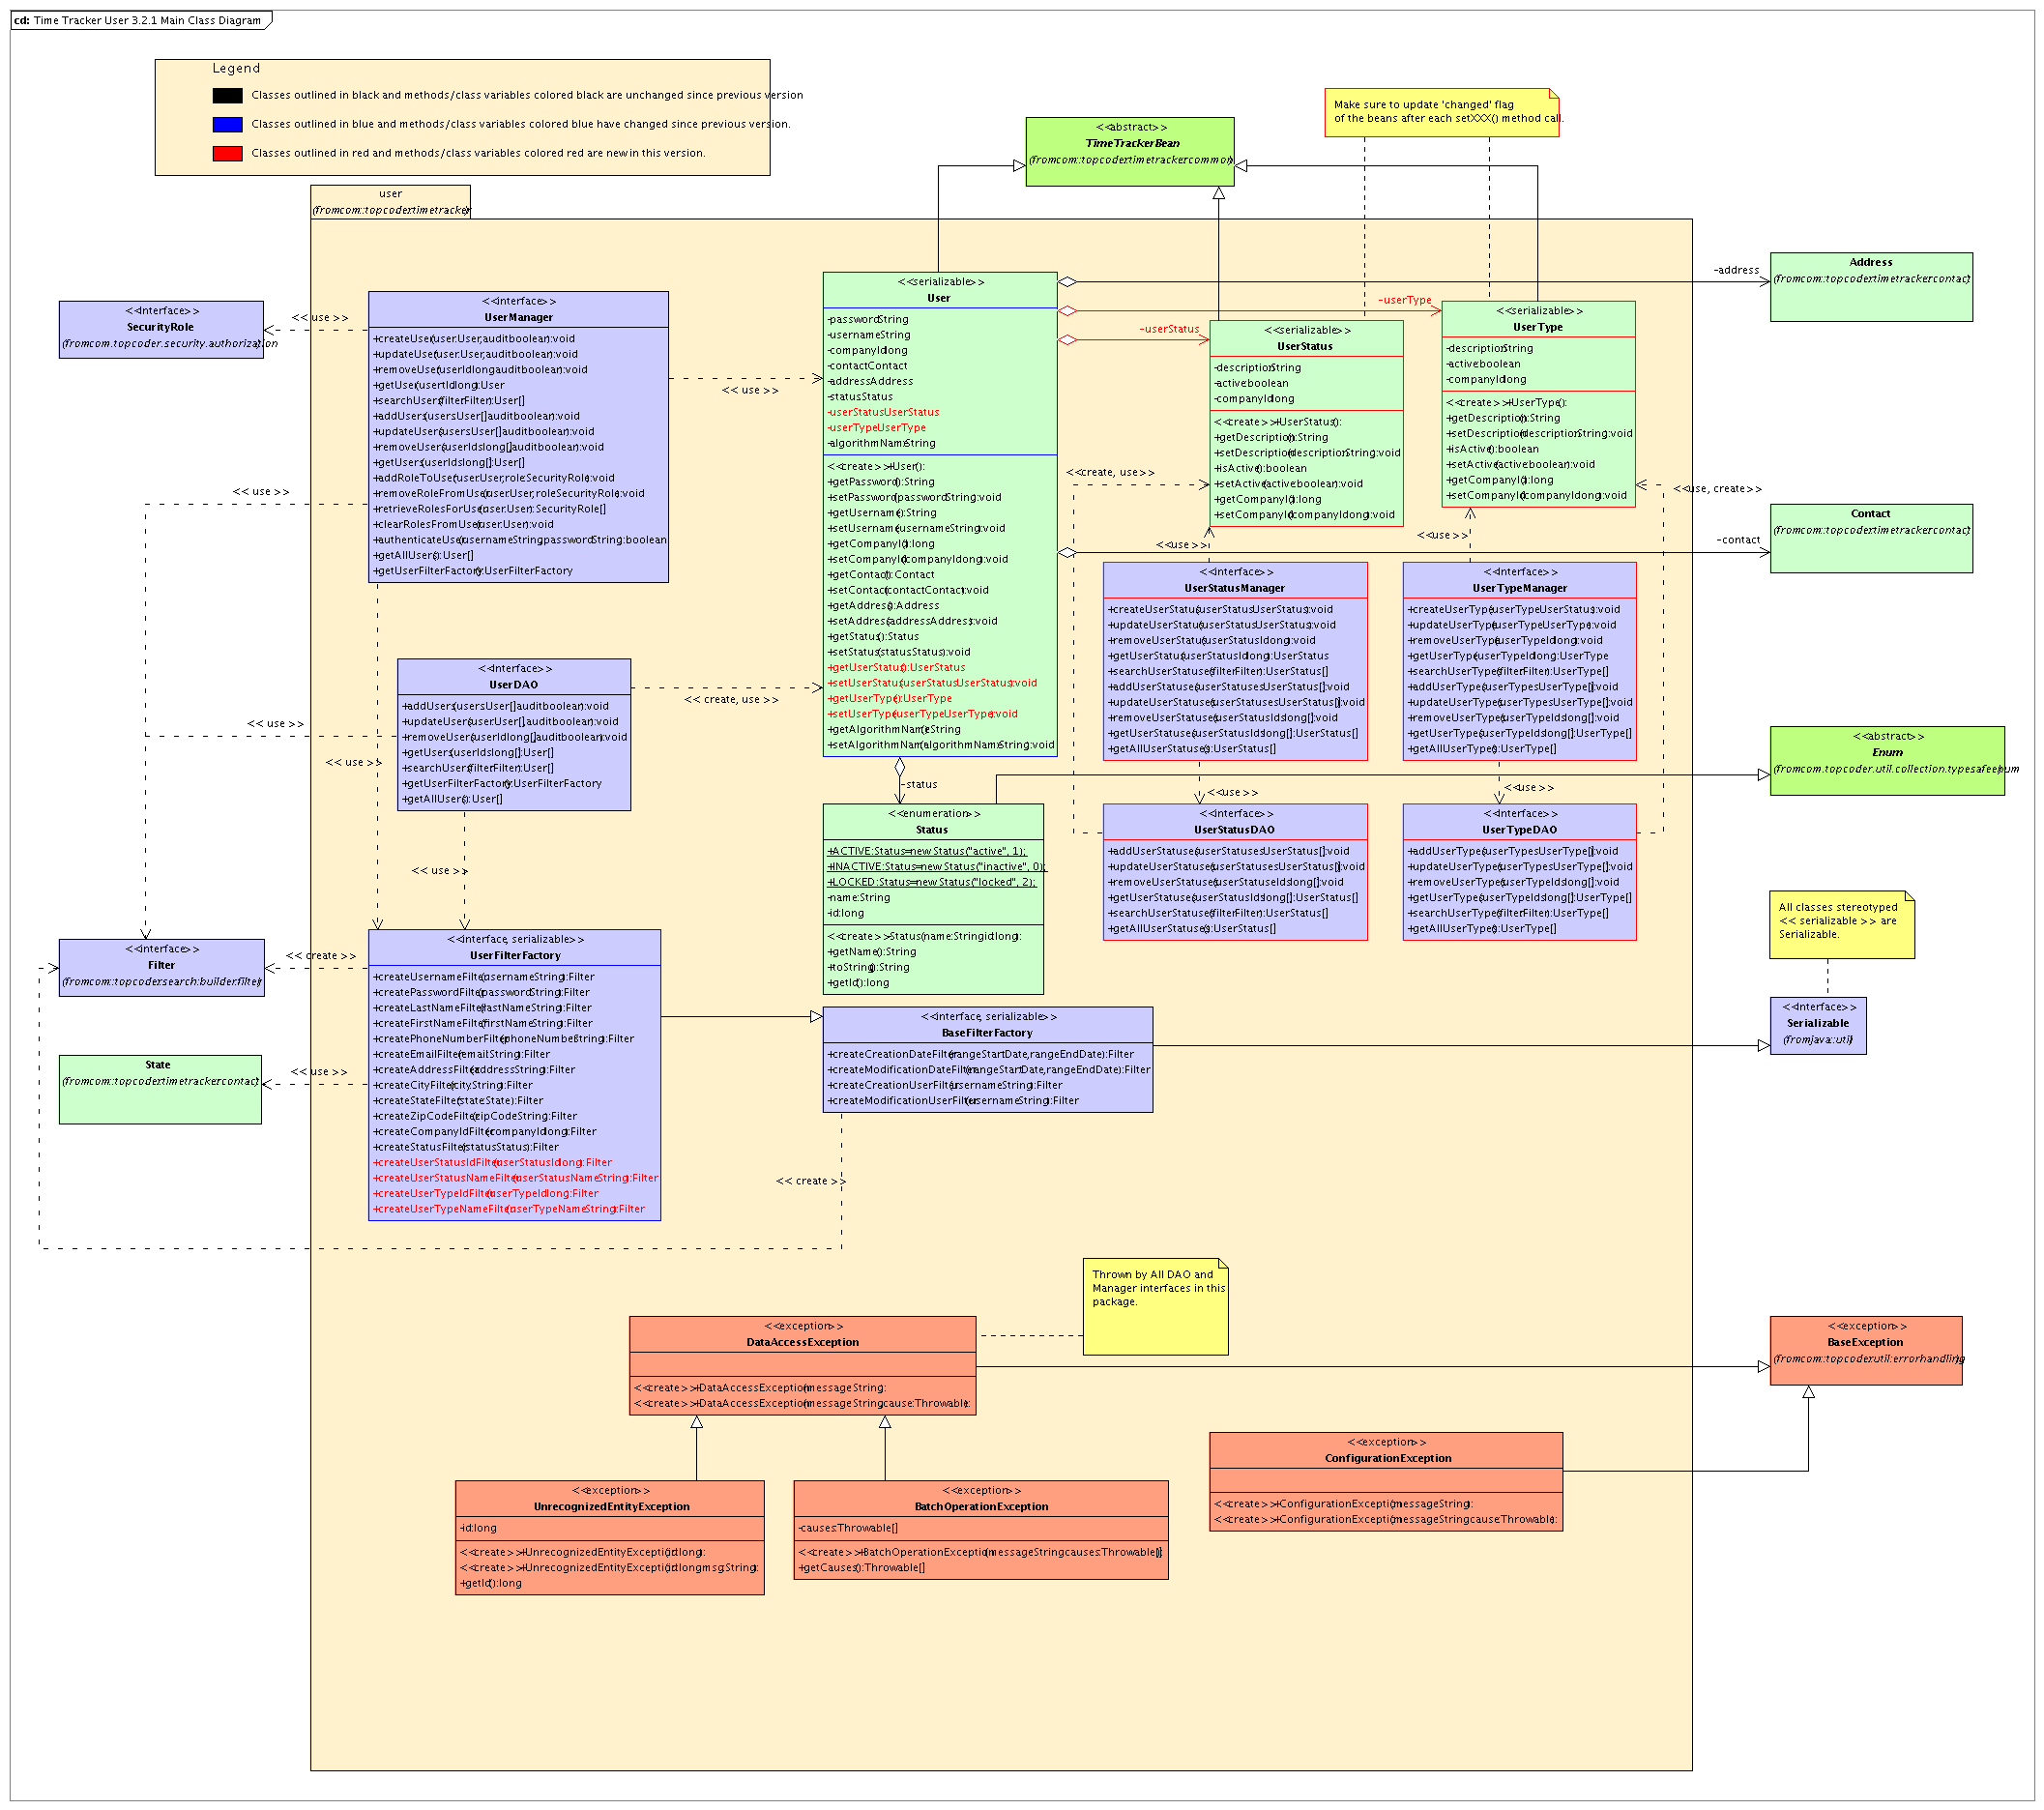 cd: Time Tracker User 3.2.1 Main Class Diagram
Legend
Classes outlined in black and methods/class variables colored black are unchanged since previous version
Classes outlined in blue and methods/class variables colored blue have changed since previous version.
Classes outlined in red and methods/class variables colored red are new in this version.
Make sure to update 'changed' flag
of the beans after each setXXX() method call.
<<abstract>>
TimeTrackerBean
(from com::topcoder::timetracker::common)
user
(from com::topcoder::timetracker)
-address
Address
(from com::topcoder::timetracker::contact)
<<interface>>
SecurityRole
(from com.topcoder.security.authorization)
<< use >>
<<interface>>
UserManager
+createUser(user:User,audit:boolean):void
+updateUser(user:User,audit:boolean):void
+removeUser(userId:long,audit:boolean):void
+getUser(usertId:long):User
+searchUsers(filter:Filter):User[]
+addUsers(users:User[],audit:boolean):void
+updateUsers(users:User[],audit:boolean):void
+removeUsers(userIds:long[],audit:boolean):void
+getUsers(userIds:long[]):User[]
+addRoleToUser(user:User,role:SecurityRole):void
+removeRoleFromUser(user:User,role:SecurityRole):void
+retrieveRolesForUser(user:User):SecurityRole[]
+clearRolesFromUser(user:User):void
+authenticateUser(username:String,password:String):boolean
+getAllUsers():User[]
+getUserFilterFactory():UserFilterFactory
<< use >>
<< use >>
<<serializable>>
User
-password:String
-username:String
-companyId:long
-contact:Contact
-address:Address
-status:Status
-userStatus:UserStatus
-userType:UserType
-algorithmName:String
<<create>>+User():
+getPassword():String
+setPassword(password:String):void
+getUsername():String
+setUsername(username:String):void
+getCompanyId():long
+setCompanyId(companyId:long):void
+getContact():Contact
+setContact(contact:Contact):void
+getAddress():Address
+setAddress(address:Address):void
+getStatus():Status
+setStatus(status:Status):void
+getUserStatus():UserStatus
+setUserStatus(userStatus:UserStatus):void
+getUserType():UserType
+setUserType(userType:UserType):void
+getAlgorithmName():String
+setAlgorithmName(algorithmName:String):void
-userType
-userStatus
<<serializable>>
UserStatus
-description:String
-active:boolean
-companyId:long
<<create>>+UserStatus():
+getDescription():String
+setDescription(description:String):void
+isActive():boolean
+setActive(active:boolean):void
+getCompanyId():long
+setCompanyId(companyId:long):void
<<serializable>>
UserType
-description:String
-active:boolean
-companyId:long
<<create>>+UserType():
+getDescription():String
+setDescription(description:String):void
+isActive():boolean
+setActive(active:boolean):void
+getCompanyId():long
+setCompanyId(companyId:long):void
<<create, use>>
<<use, create>>
<<use>>
<<use>>
Contact
(from com::topcoder::timetracker::contact)
-contact
<<interface>>
UserStatusManager
+createUserStatus(userStatus:UserStatus):void
+updateUserStatus(userStatus:UserStatus):void
+removeUserStatus(userStatusId:long):void
+getUserStatus(userStatusId:long):UserStatus
+searchUserStatuses(filter:Filter):UserStatus[]
+addUserStatuses(userStatuses:UserStatus[]):void
+updateUserStatuses(userStatuses:UserStatus[]):void
+removeUserStatuses(userStatusIds:long[]):void
+getUserStatuses(userStatusIds:long[]):UserStatus[]
+getAllUserStatuses():UserStatus[]
<<interface>>
UserTypeManager
+createUserType(userType:UserStatus):void
+updateUserType(userType:UserType):void
+removeUserType(userTypeId:long):void
+getUserType(userTypeId:long):UserType
+searchUserTypes(filter:Filter):UserType[]
+addUserTypes(userTypes:UserType[]):void
+updateUserTypes(userTypes:UserType[]):void
+removeUserTypes(userTypeIds:long[]):void
+getUserTypes(userTypeIds:long[]):UserType[]
+getAllUserTypes():UserType[]
<<interface>>
UserDAO
+addUsers(users:User[],audit:boolean):void
+updateUsers(user:User[],audit:boolean):void
+removeUsers(userId:long[],audit:boolean):void
+getUsers(userIds:long[]):User[]
+searchUsers(filter:Filter):User[]
+getUserFilterFactory():UserFilterFactory
+getAllUsers():User[]
<< create, use >>
<< use >>
<< use >>
<< use >>
-status
<<use>>
<<use>>
<<abstract>>
Enum
(from com.topcoder.util.collection.typesafeenum)
<<enumeration>>
Status
+ACTIVE:Status=new Status("active", 1);
+INACTIVE:Status=new Status("inactive", 0);
+LOCKED:Status=new Status("locked", 2);
-name:String
-id:long
<<create>>-Status(name:String,id:long):
+getName():String
+toString():String
+getId():long
<<interface>>
UserStatusDAO
+addUserStatuses(userStatuses:UserStatus[]):void
+updateUserStatuses(userStatuses:UserStatus[]):void
+removeUserStatuses(userStatuseIds:long[]):void
+getUserStatuses(userStatusIds:long[]):UserStatus[]
+searchUserStatuses(filter:Filter):UserStatus[]
+getAllUserStatuses():UserStatus[]
<<interface>>
UserTypeDAO
+addUserTypes(userTypes:UserType[]):void
+updateUserTypes(userTypes:UserType[]):void
+removeUserTypes(userTypeIds:long[]):void
+getUserTypes(userTypeIds:long[]):UserType[]
+searchUserTypes(filter:Filter):UserType[]
+getAllUserTypes():UserType[]
All classes stereotyped
<< serializable >> are
Serializable.
<<interface>>
Filter
(from com::topcoder::search::builder::filter)
<< create >>
<<interface, serializable>>
UserFilterFactory
+createUsernameFilter(username:String):Filter
+createPasswordFilter(password:String):Filter
+createLastNameFilter(lastName:String):Filter
+createFirstNameFilter(firstName:String):Filter
+createPhoneNumberFilter(phoneNumber:String):Filter
+createEmailFilter(email:String):Filter
+createAddressFilter(address:String):Filter
+createCityFilter(city:String):Filter
+createStateFilter(state:State):Filter
+createZipCodeFilter(zipCode:String):Filter
+createCompanyIdFilter(companyId:long):Filter
+createStatusFilter(status:Status):Filter
+createUserStatusIdFilter(userStatusId:long):Filter
+createUserStatusNameFilter(userStatusName:String):Filter
+createUserTypeIdFilter(userTypeId:long):Filter
+createUserTypeNameFilter(userTypeName:String):Filter
<<interface>>
Serializable
(from java::util)
<<interface, serializable>>
BaseFilterFactory
+createCreationDateFilter(rangeStart:Date,rangeEnd:Date):Filter
+createModificationDateFilter(rangeStart:Date,rangeEnd:Date):Filter
+createCreationUserFilter(username:String):Filter
+createModificationUserFilter(username:String):Filter
State
(from com::topcoder::timetracker::contact)
<< use >>
<< create >>
Thrown by All DAO and
Manager interfaces in this
package.
<<exception>>
DataAccessException
<<create>>+DataAccessException(message:String):
<<create>>+DataAccessException(message:String,cause:Throwable):
<<exception>>
BaseException
(from com::topcoder::util::errorhandling)
<<exception>>
ConfigurationException
<<create>>+ConfigurationException(message:String):
<<create>>+ConfigurationException(message:String,cause:Throwable):
<<exception>>
UnrecognizedEntityException
-id:long
<<create>>+UnrecognizedEntityException(id:long):
<<create>>+UnrecognizedEntityException(id:long,msg:String):
+getId():long
<<exception>>
BatchOperationException
-causes:Throwable[]
<<create>>+BatchOperationException(message:String,causes:Throwable[]):
+getCauses():Throwable[]